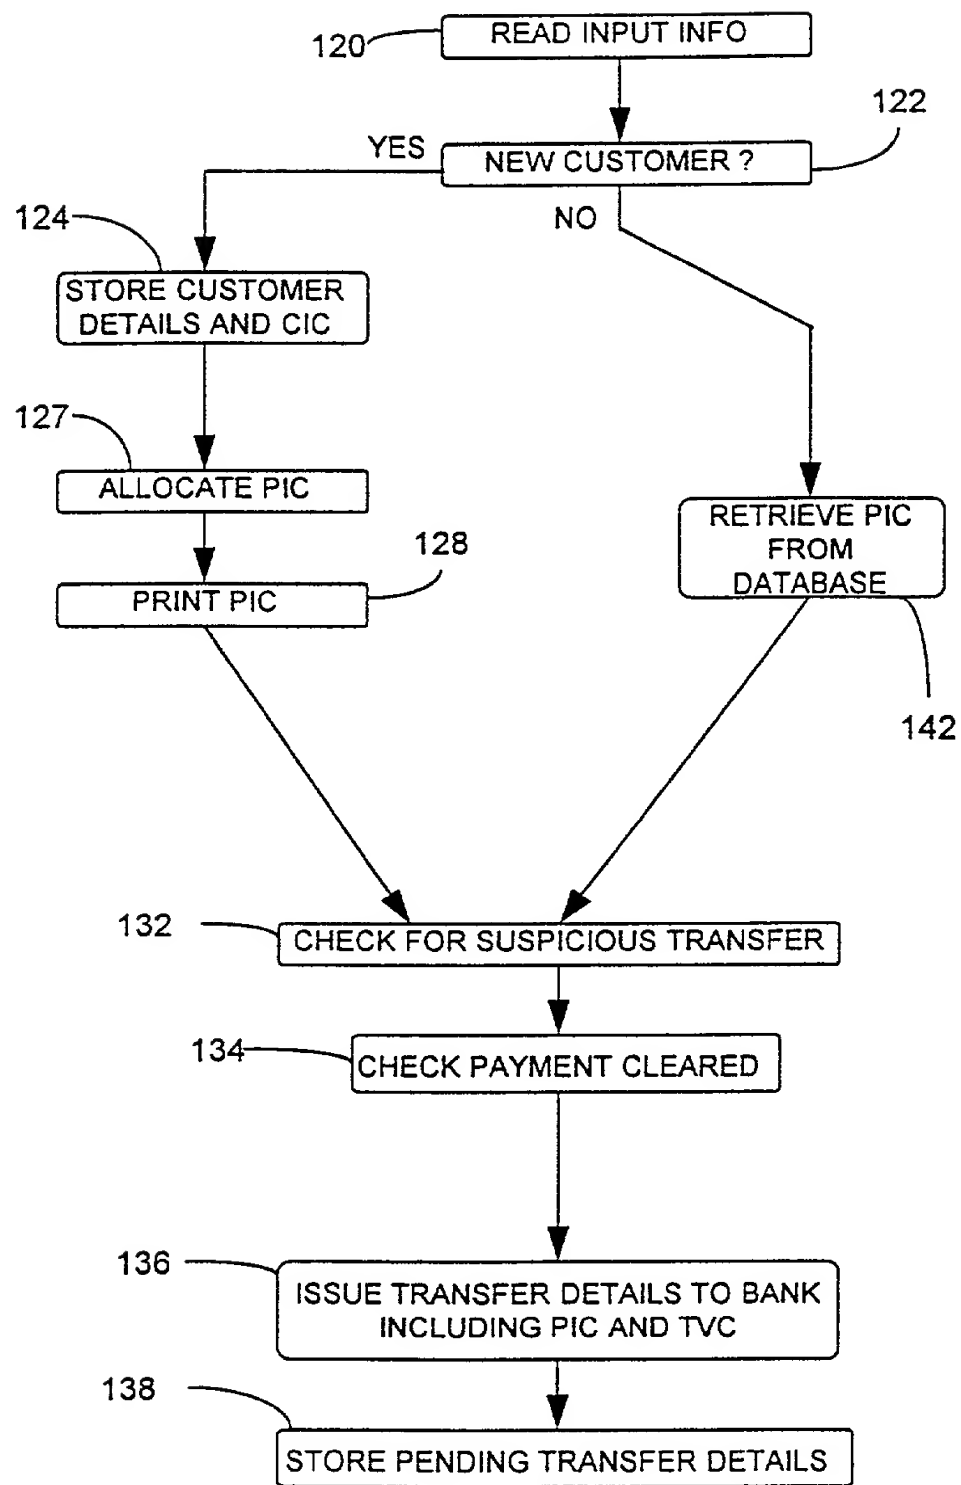 READ INPUT INFO
120
122
YES
NEW CUSTOMER ?
NO
124
STORE CUSTOMER
DETAILS AND CIC
127
ALLOCATE PIC
RETRIEVE PIC
FROM
DATABASE
128
PRINT PIC
142
132
CHECK FOR SUSPICIOUS TRANSFER
134
CHECK PAYMENT CLEARED
136
ISSUE TRANSFER DETAILS TO BANK
INCLUDING PIC AND TVC
138
STORE PENDING TRANSFER DETAILS